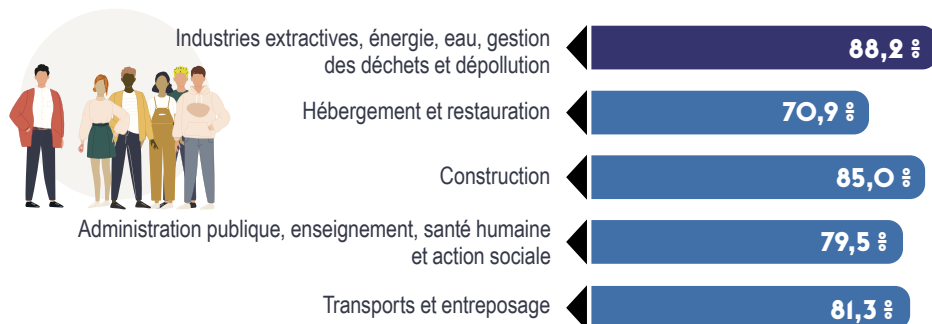 Industries extractives, énergie, eau, gestion
des déchets et dépollution
88,2 %
Hébergement et restauration
70,9 %
Construction
85,0 %
Administration publique, enseignement, santé humaine
et action sociale
79,5 %
Transports et entreposage
81,3 %